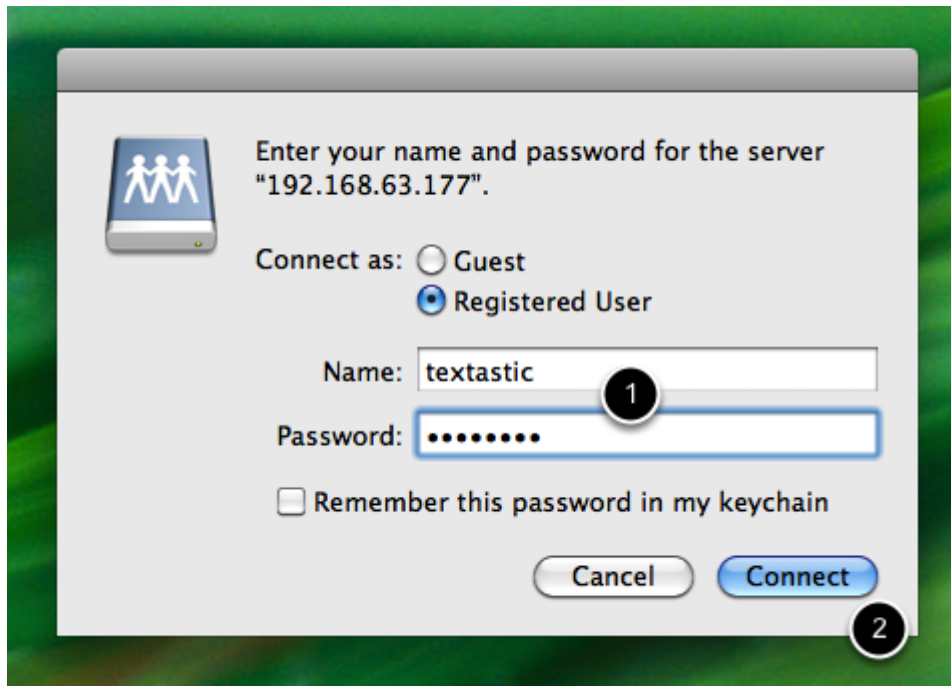 Enter your name and password for the server
“192.168.63.177”.
Connect as: Guest
Registered User
Name: textastic
1
Password: ••••••••
Remember this password in my keychain
Cancel Connect
2